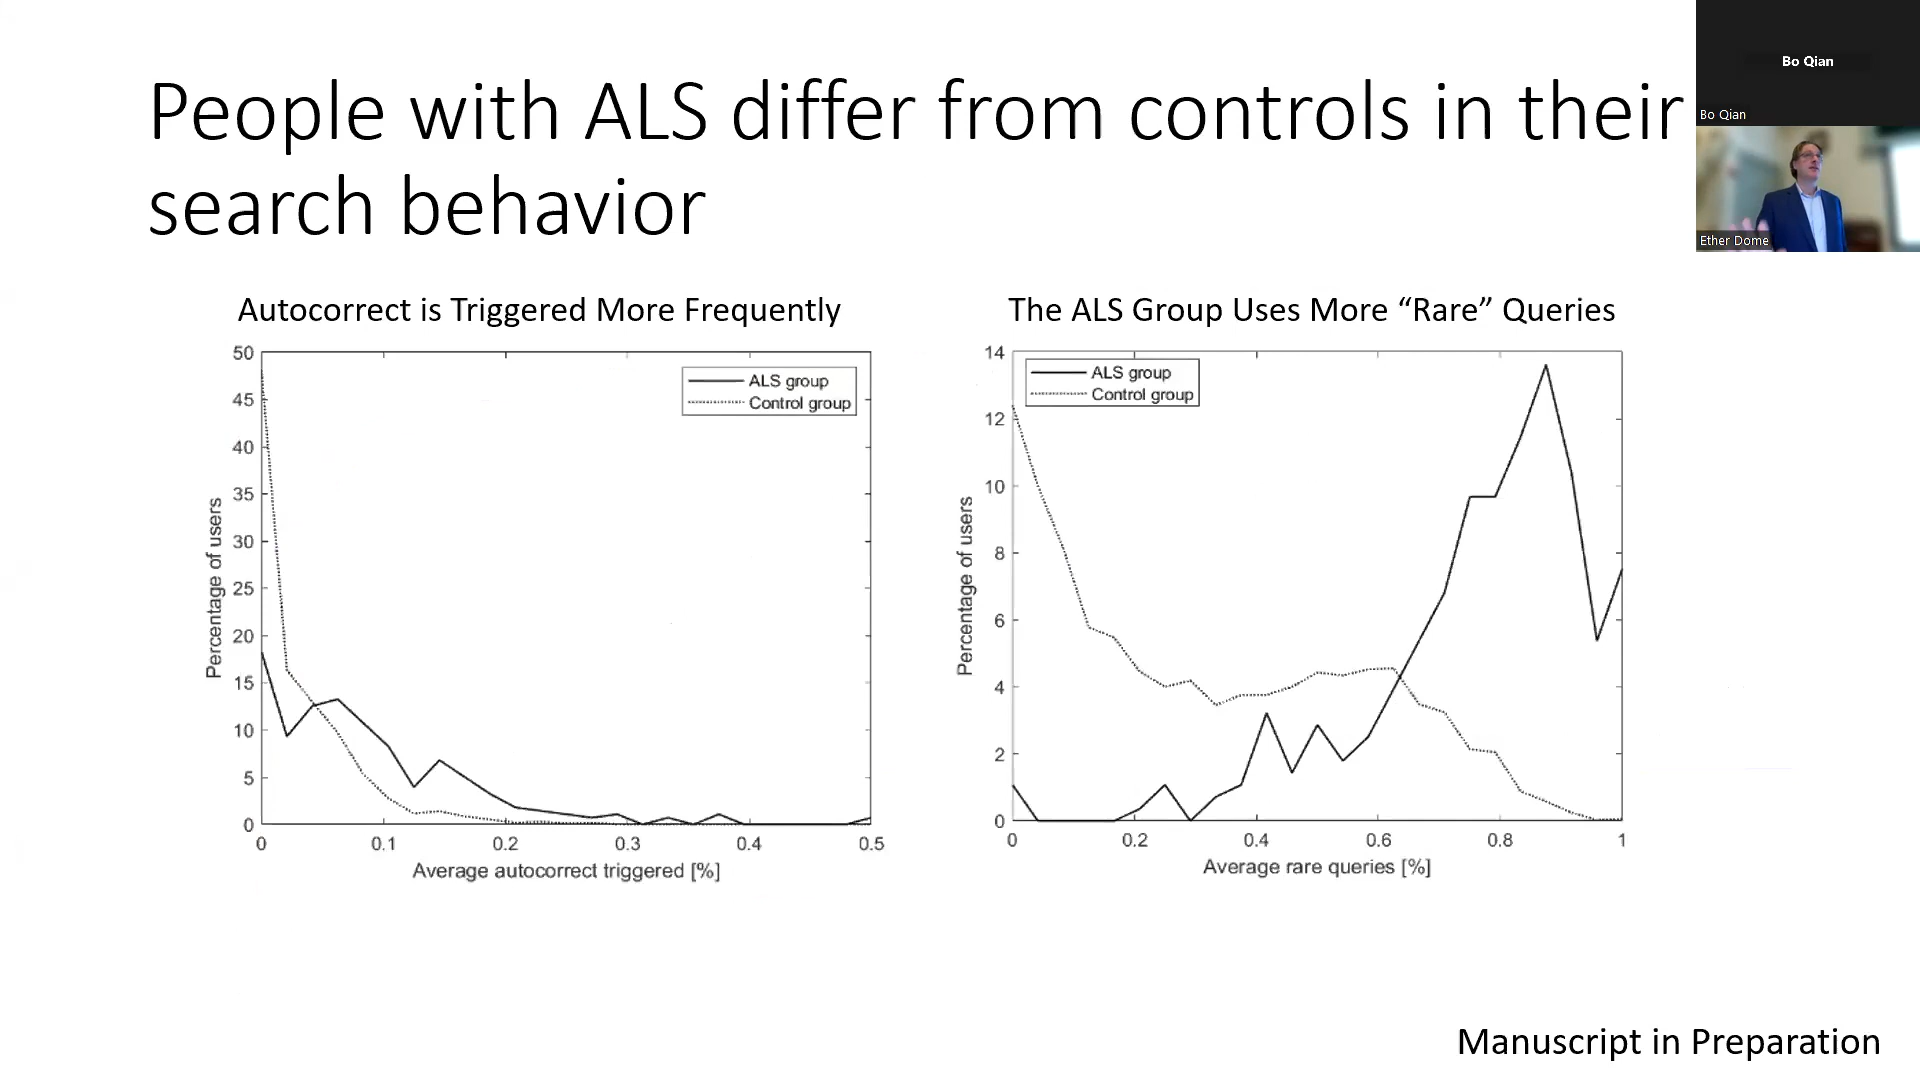 People with ALS differ from controls in their
search behavior
Bo Qian
Bo Qian
Ether Dome
Autocorrect is Triggered More Frequently
50
45
40
35
30
25
20
15
10
5
0
Percentage of users
ALS group
Control group
0
0.1
0.2
0.3
0.4
0.5
Average autocorrect triggered [%]
The ALS Group Uses More “Rare” Queries
14
12
10
8
6
4
2
0
Percentage of users
ALS group
Control group
0
0.2
0.4
0.6
0.8
1
Average rare queries [%]
Manuscript in Preparation